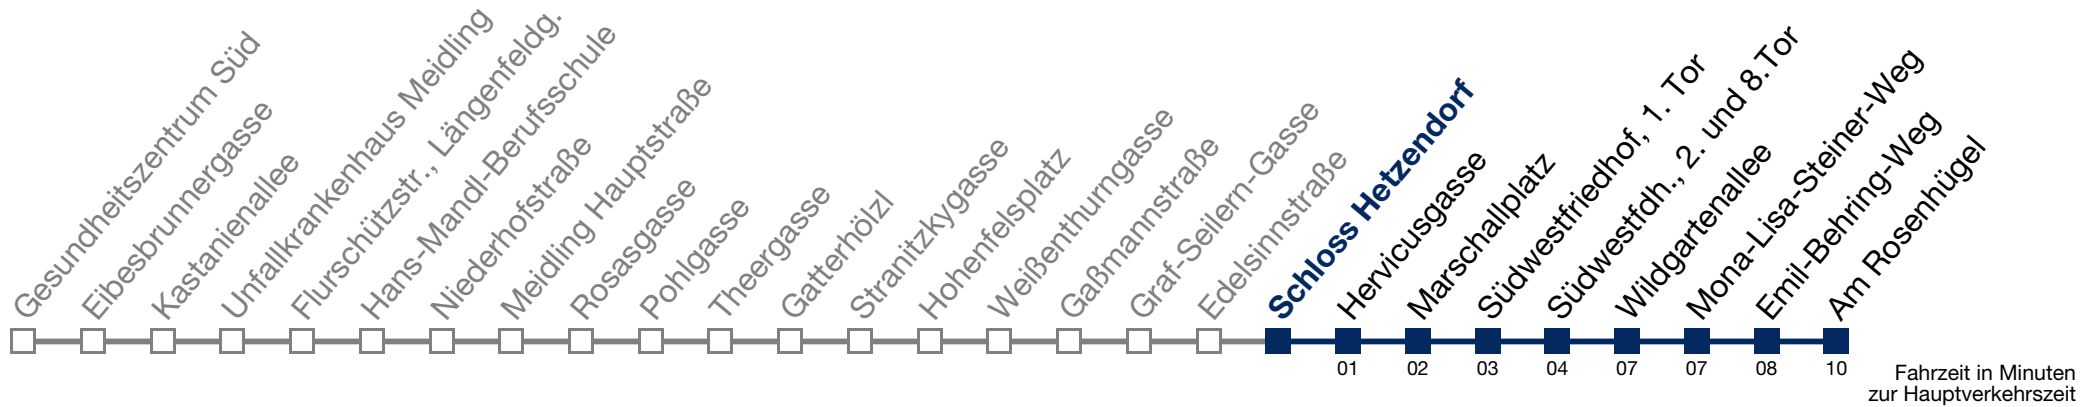 Gesundheitszentrum Süd
Eibesbrunnergasse
Kastanienallee
Unfallkrankenhaus Meidling
Flurschützstr., Längenfeldg.
Hans-Mandl-Berufsschule
Niederhofstraße
Meidling Hauptstraße
Rosasgasse
Pohlgasse
Theergasse
Gatterhölzl
Stranitzkygasse
Hohenfelsplatz
Weißenthurngasse
Gaßmannstraße
Graf-Seilern-Gasse
Edelsinnstraße
Schloss Hetzendorf
Hervicusgasse
Marschallplatz
Südwestfriedhof, 1. Tor
Südwestfdh., 2. und 8.Tor
Wildgartenallee
Mona-Lisa-Steiner-Weg
Emil-Behring-Weg
Am Rosenhügel
01 02 03 04 07 07 08 10
Fahrzeit in Minuten
zur Hauptverkehrszeit